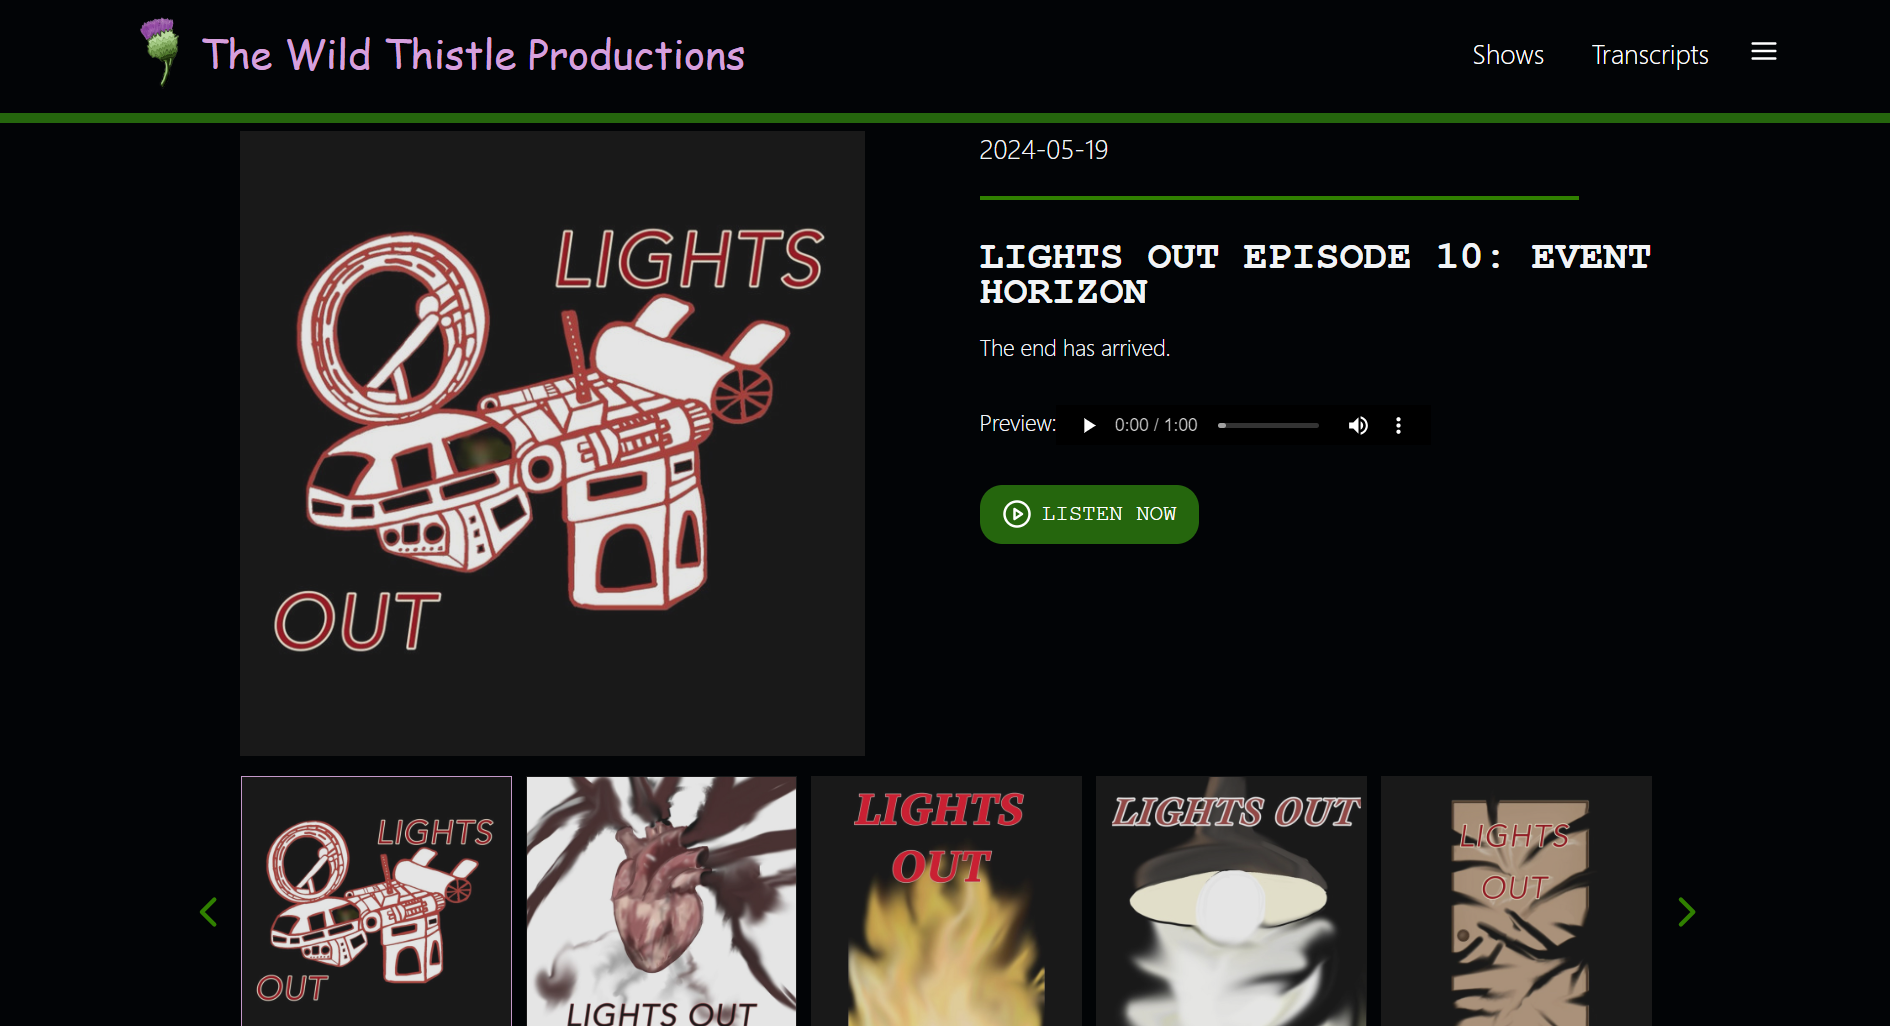 The Wild Thistle Productions
Shows
Transcripts
2024-05-19
LIGHTS
OUT
LIGHTS OUT EPISODE 10: EVENT
HORIZON
The end has arrived.
Preview:
0:00 / 1:00
LISTEN NOW
LIGHTS
OUT
LIGHTS OUT
LIGHTS
OUT
LIGHTS OUT
LIGHTS
OUT